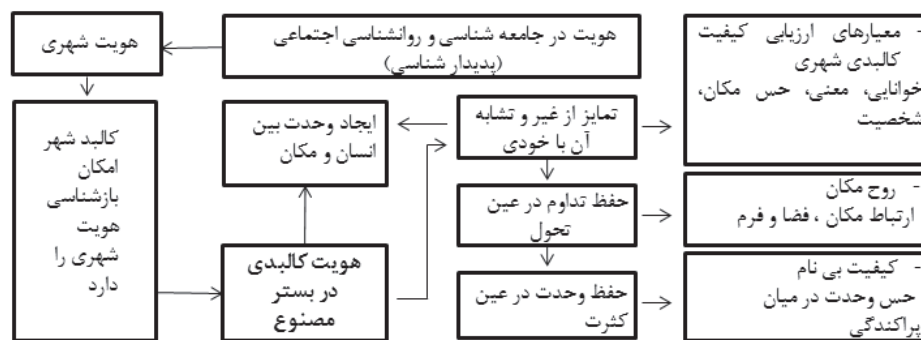 هویت در جامعه شناسی و روانشناسی اجتماعی
(پدیدار شناسی)
هویت شهری
کالبد شهر
امکان
بازشناسی
هویت
شهری را
دارد
هویت کالبدی
در بستر
مصنوع
ایجاد وحدت بین
انسان و مکان
تمایز از غیر و تشابه
آن با خودی
حفظ تداوم در عین
تحول
حفظ وحدت در عین
کثرت
- معیارهای ارزیابی کیفیت
کالبدی شهری
خوانایی، معنی، حس مکان،
شخصیت
- روح مکان
ارتباط مکان ، فضا و فرم
- کیفیت بی نام
حس وحدت در میان
پراکندگی